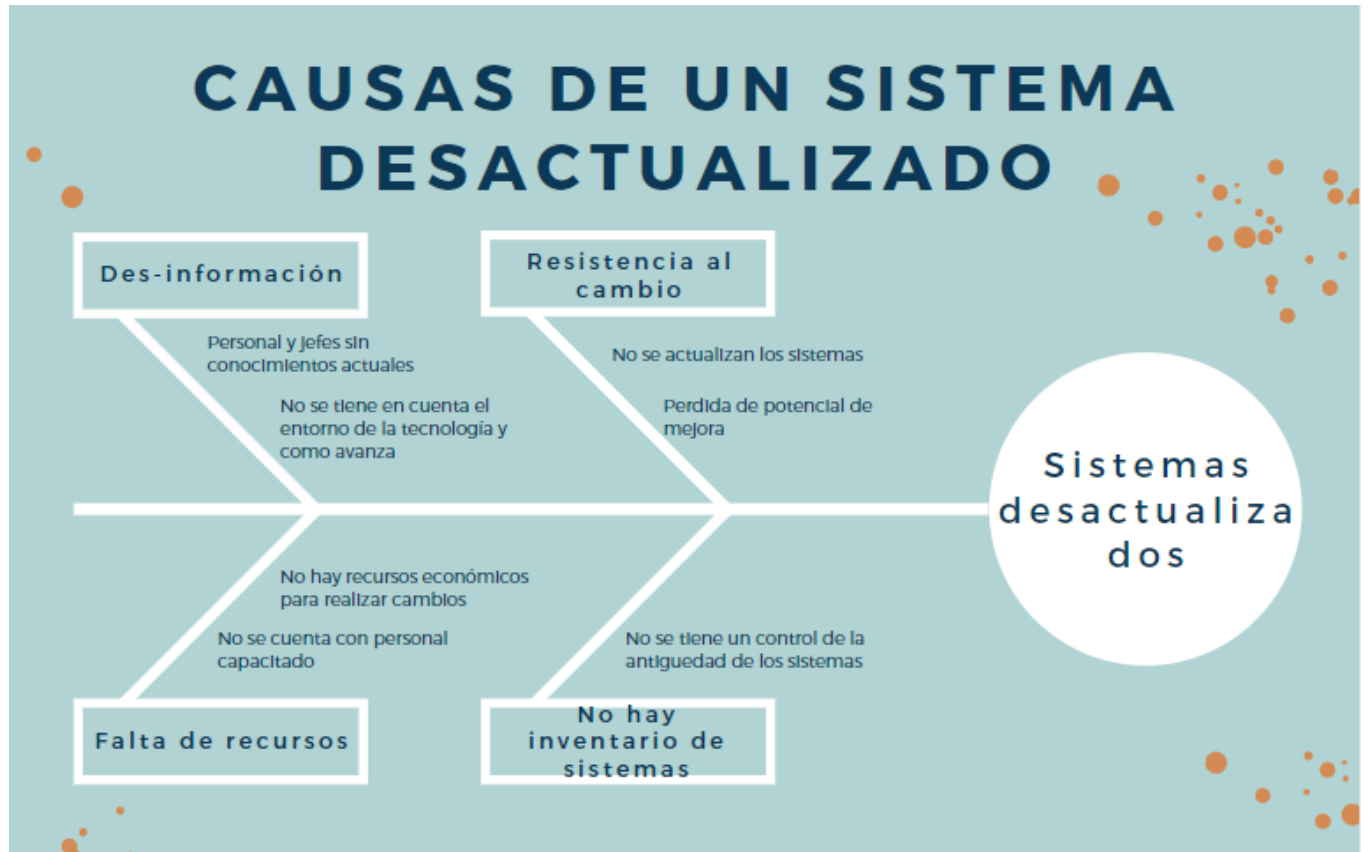 CAUSAS DE UN SISTEMA
DESACTUALIZADO
Des-información
Personal y jefes sin
conocimientos actuales
No se tiene en cuenta el
entorno de la tecnología y
como avanza
Resistencia al
cambio
No se actualizan los sistemas
Perdida de potencial de
mejora
Sistemas
desactualiza
dos
No hay recursos económicos
para realizar cambios
No se cuenta con personal
capacitado
Falta de recursos
No se tiene un control de la
antiguedad de los sistemas
No hay
inventario de
sistemas